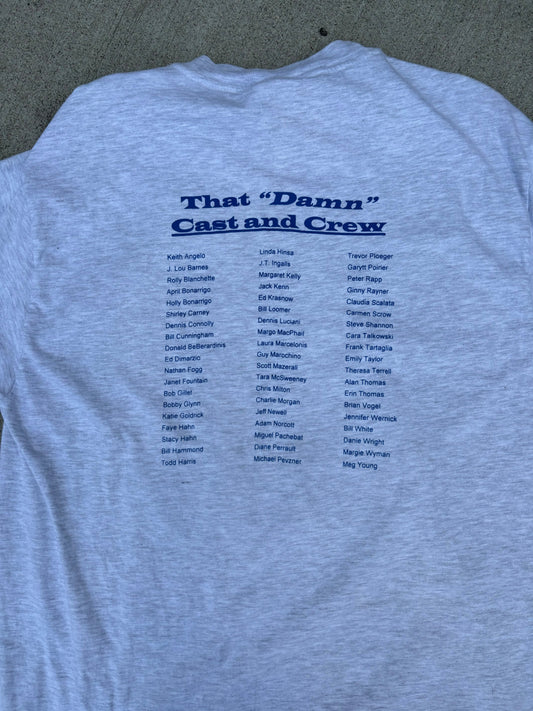 That “Damn”
Cast and Crew
Keith Angelo
J. Lou Barnes
Rolly Blanchette
April Bonarrigo
Holly Bonarrigo
Shirley Carney
Dennis Connolly
Bill Cunningham
Donald BeBerardinis
Ed Dimarzio
Nathan Fogg
Janet Fountain
Bob Gillet
Bobby Glynn
Katie Goldrick
Faye Hahn
Stacy Hahn
Bill Hammond
Todd Harris
Linda Hinsa
J.T. Ingalls
Margaret Kelly
Jack Kenn
Ed Krasnow
Bill Loomer
Dennis Luciani
Margo MacPhail
Laura Marcelonis
Guy Marochino
Scott Mazerall
Tara McSweeney
Chris Milton
Charlie Morgan
Jeff Newell
Adam Norcott
Miguel Pachebat
Diane Perrault
Michael Pevzner
Trevor Ploeger
Garytt Poirier
Peter Rapp
Ginny Rayner
Claudia Scalata
Carmen Scrow
Steve Shannon
Cara Talkowski
Frank Tartaglia
Emily Taylor
Theresa Terrell
Alan Thomas
Erin Thomas
Brian Vogel
Jennifer Wernick
Bill White
Danie Wright
Margie Wyman
Meg Young